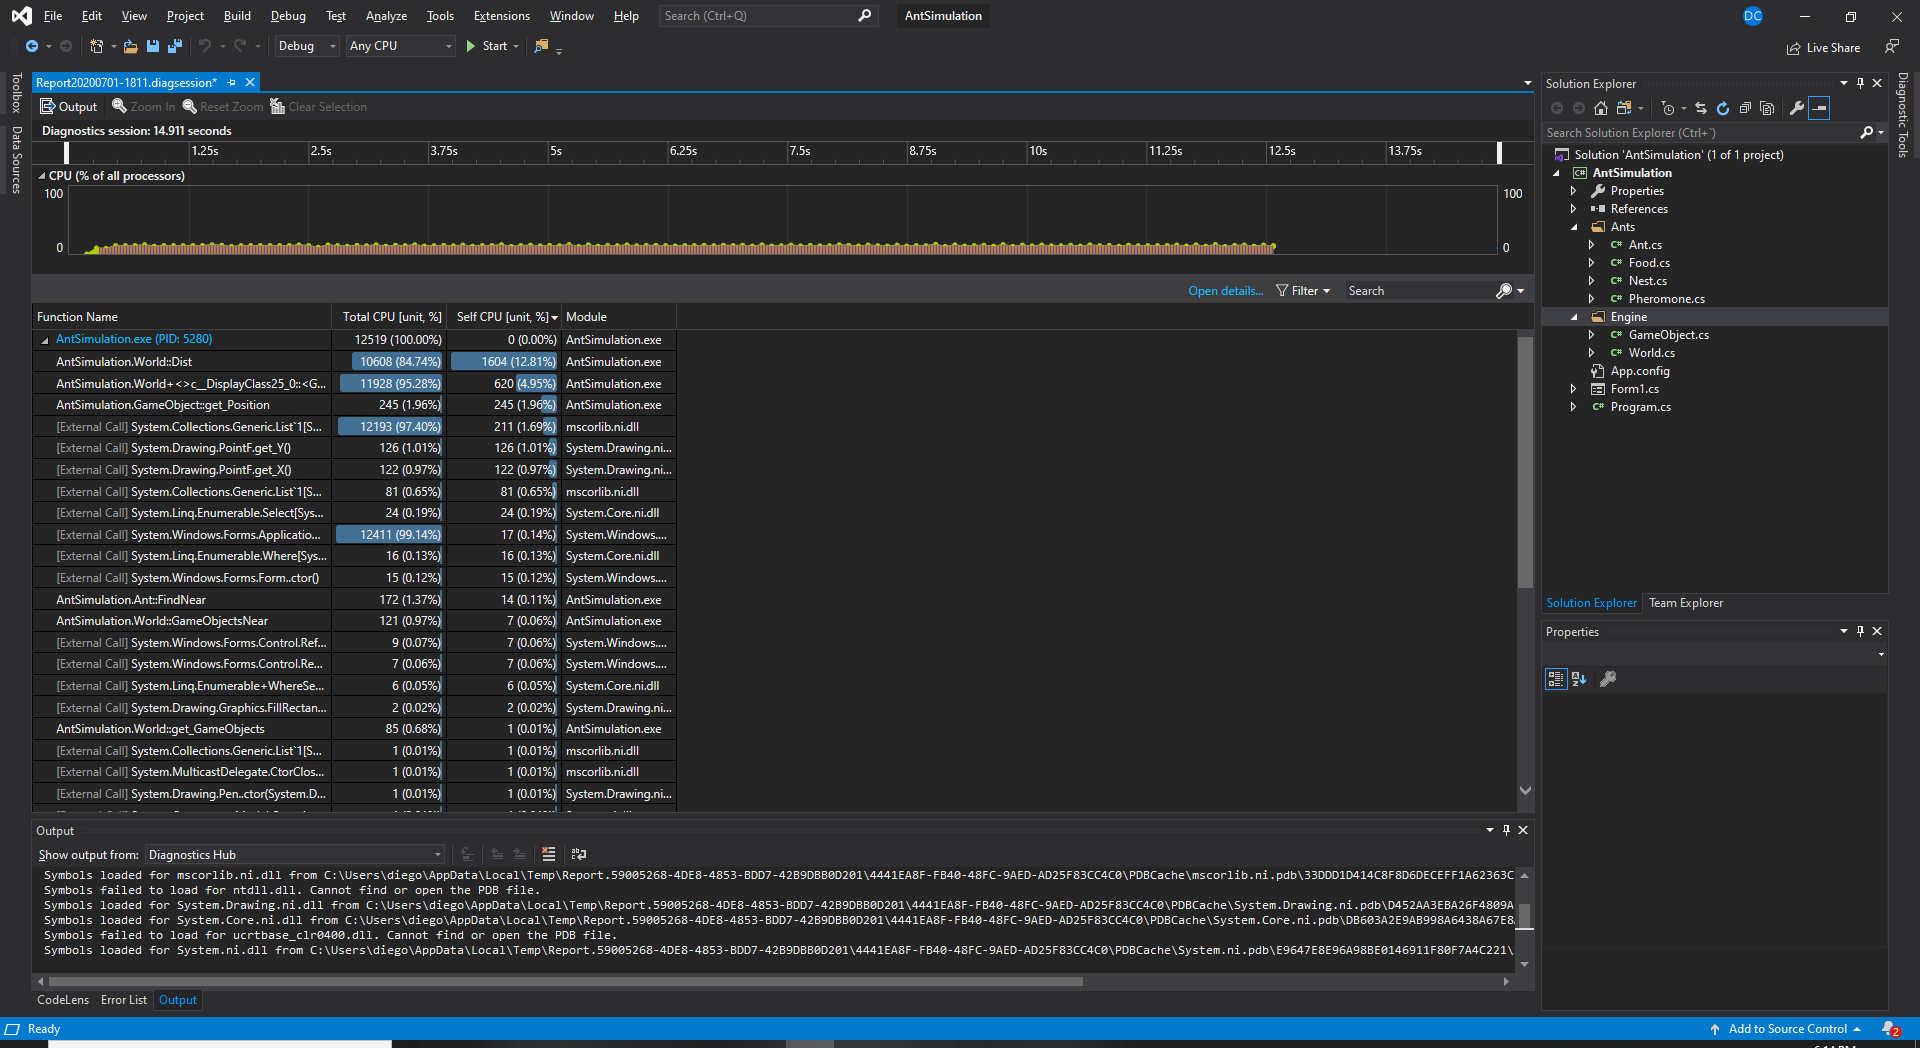 File Edit View Project Build Debug Test Analyze Tools Extensions Window Help Search (Ctrl+Q) AntSimulation DC
Debug Any CPU Start Live Share
Toolbox
Data Sources
Report20200701-1811.diagsession*
Output Zoom In Reset Zoom Clear Selection
Diagnostics session: 14.911 seconds
1.25s 2.5s 3.75s 5s 6.25s 7.5s 8.75s 10s 11.25s 12.5s 13.75s
CPU (% of all processors)
100 100
0 0
Open details... Filter Search
Function Name Total CPU [unit, %] Self CPU [unit, %] Module
AntSimulation.exe (PID: 5280) 12519 (100.00%) 0 (0.00%) AntSimulation.exe
AntSimulation.World::Dist 10608 (84.74%) 1604 (12.81%) AntSimulation.exe
AntSimulation.World+<>c__DisplayClass25_0::<G... 11928 (95.28%) 620 (4.95%) AntSimulation.exe
AntSimulation.GameObject::get_Position 245 (1.96%) 245 (1.96%) AntSimulation.exe
[External Call] System.Collections.Generic.List`1[S... 12193 (97.40%) 211 (1.69%) mscorlib.ni.dll
[External Call] System.Drawing.PointF.get_Y() 126 (1.01%) 126 (1.01%) System.Drawing.ni...
[External Call] System.Drawing.PointF.get_X() 122 (0.97%) 122 (0.97%) System.Drawing.ni...
[External Call] System.Collections.Generic.List`1[S... 81 (0.65%) 81 (0.65%) mscorlib.ni.dll
[External Call] System.Linq.Enumerable.Select[Sys... 24 (0.19%) 24 (0.19%) System.Core.ni.dll
[External Call] System.Windows.Forms.Applicatio... 12411 (99.14%) 17 (0.14%) System.Windows....
[External Call] System.Linq.Enumerable.Where[Sys... 16 (0.13%) 16 (0.13%) System.Core.ni.dll
[External Call] System.Windows.Forms.Form..ctor() 15 (0.12%) 15 (0.12%) System.Windows....
AntSimulation.Ant::FindNear 172 (1.37%) 14 (0.11%) AntSimulation.exe
AntSimulation.World::GameObjectsNear 121 (0.97%) 7 (0.06%) AntSimulation.exe
[External Call] System.Windows.Forms.Control.Ref... 9 (0.07%) 7 (0.06%) System.Windows....
[External Call] System.Windows.Forms.Control.Re... 7 (0.06%) 7 (0.06%) System.Windows....
[External Call] System.Linq.Enumerable+WhereSe... 6 (0.05%) 6 (0.05%) System.Core.ni.dll
[External Call] System.Drawing.Graphics.FillRectan... 2 (0.02%) 2 (0.02%) System.Drawing.ni...
AntSimulation.World::get_GameObjects 85 (0.68%) 1 (0.01%) AntSimulation.exe
[External Call] System.Collections.Generic.List`1[S... 1 (0.01%) 1 (0.01%) mscorlib.ni.dll
[External Call] System.MulticastDelegate.CtorClos... 1 (0.01%) 1 (0.01%) mscorlib.ni.dll
[External Call] System.Drawing.Pen..ctor(System.D... 1 (0.01%) 1 (0.01%) System.Drawing.ni...
Output
Show output from: Diagnostics Hub
Symbols loaded for mscorlib.ni.dll from C:\Users\diego\AppData\Local\Temp\Report.59005268-4DE8-4853-BDD7-42B9DBB0D201\4441EA8F-FB40-48FC-9AED-AD25F83CC4C0\PDBCache\mscorlib.ni.pdb\33DDD1D414C8F8D6DECEFF1A62363C
Symbols failed to load for ntdll.dll. Cannot find or open the PDB file.
Symbols loaded for System.Drawing.ni.dll from C:\Users\diego\AppData\Local\Temp\Report.59005268-4DE8-4853-BDD7-42B9DBB0D201\4441EA8F-FB40-48FC-9AED-AD25F83CC4C0\PDBCache\System.Drawing.ni.pdb\D452AA3EBA26F4809A
Symbols loaded for System.Core.ni.dll from C:\Users\diego\AppData\Local\Temp\Report.59005268-4DE8-4853-BDD7-42B9DBB0D201\4441EA8F-FB40-48FC-9AED-AD25F83CC4C0\PDBCache\System.Core.ni.pdb\DB603A2E9AB998A6438A67E8
Symbols failed to load for ucrtbase_clr0400.dll. Cannot find or open the PDB file.
Symbols loaded for System.ni.dll from C:\Users\diego\AppData\Local\Temp\Report.59005268-4DE8-4853-BDD7-42B9DBB0D201\4441EA8F-FB40-48FC-9AED-AD25F83CC4C0\PDBCache\System.ni.pdb\E9647E8E96A98BE0146911F80F7A4C221\
CodeLens Error List Output
Solution Explorer
Search Solution Explorer (Ctrl+`)
Solution 'AntSimulation' (1 of 1 project)
C# AntSimulation
Properties
References
Ants
C# Ant.cs
C# Food.cs
C# Nest.cs
C# Pheromone.cs
Engine
C# GameObject.cs
C# World.cs
App.config
Form1.cs
C# Program.cs
Solution Explorer Team Explorer
Properties
Diagnostic Tools
Ready Add to Source Control 2